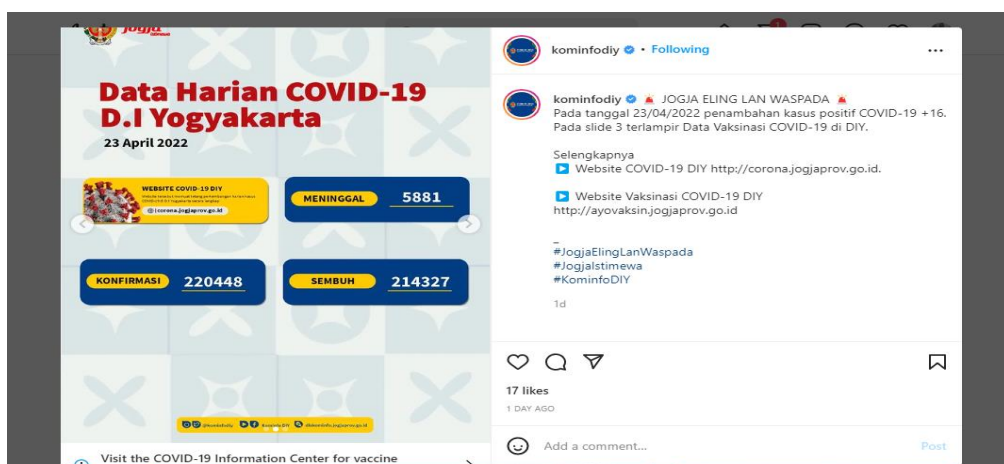 jogja
Data Harian COVID-19
D.I Yogyakarta
23 April 2022
WEBSITE COVID-19 DIY
corona.jogjaprov.go.id
MENINGGAL 5881
KONFIRMASI 220448
SEMBUH 214327
Visit the COVID-19 Information Center for vaccine
kominfodiy • Following
kominfodiy JOGJA ELING LAN WASPADA
Pada tanggal 23/04/2022 penambahan kasus positif COVID-19 +16.
Pada slide 3 terlampir Data Vaksinasi COVID-19 di DIY.
Selengkapnya
Website COVID-19 DIY http://corona.jogjaprov.go.id.
Website Vaksinasi COVID-19 DIY
http://ayovaksin.jogjaprov.go.id
_
#JogjaElingLanWaspada
#JogjaIstimewa
#KominfoDIY
1d
17 likes
1 DAY AGO
Add a comment...
Post